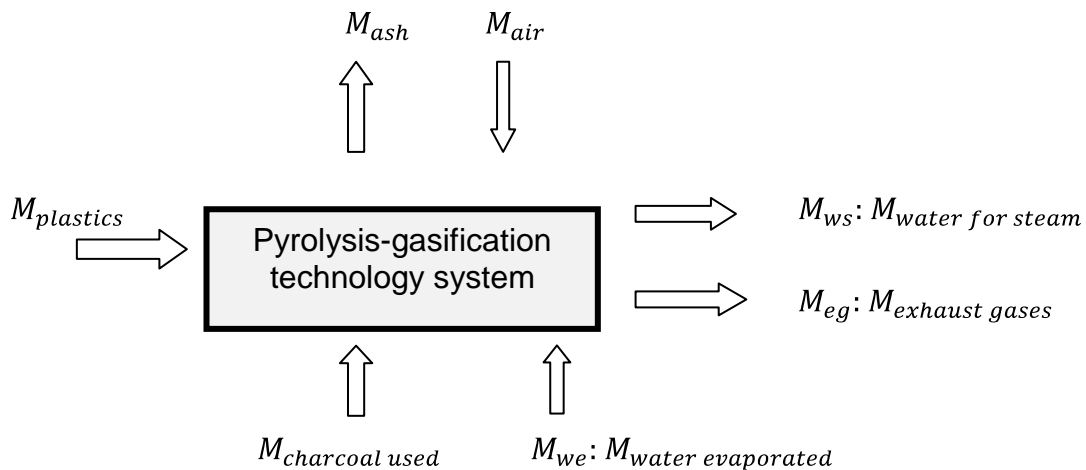 M_ash
M_air
M_plastics
Pyrolysis-gasification
technology system
M_ws: M_water for steam
M_eg: M_exhaust gases
M_charcoal used
M_we: M_water evaporated